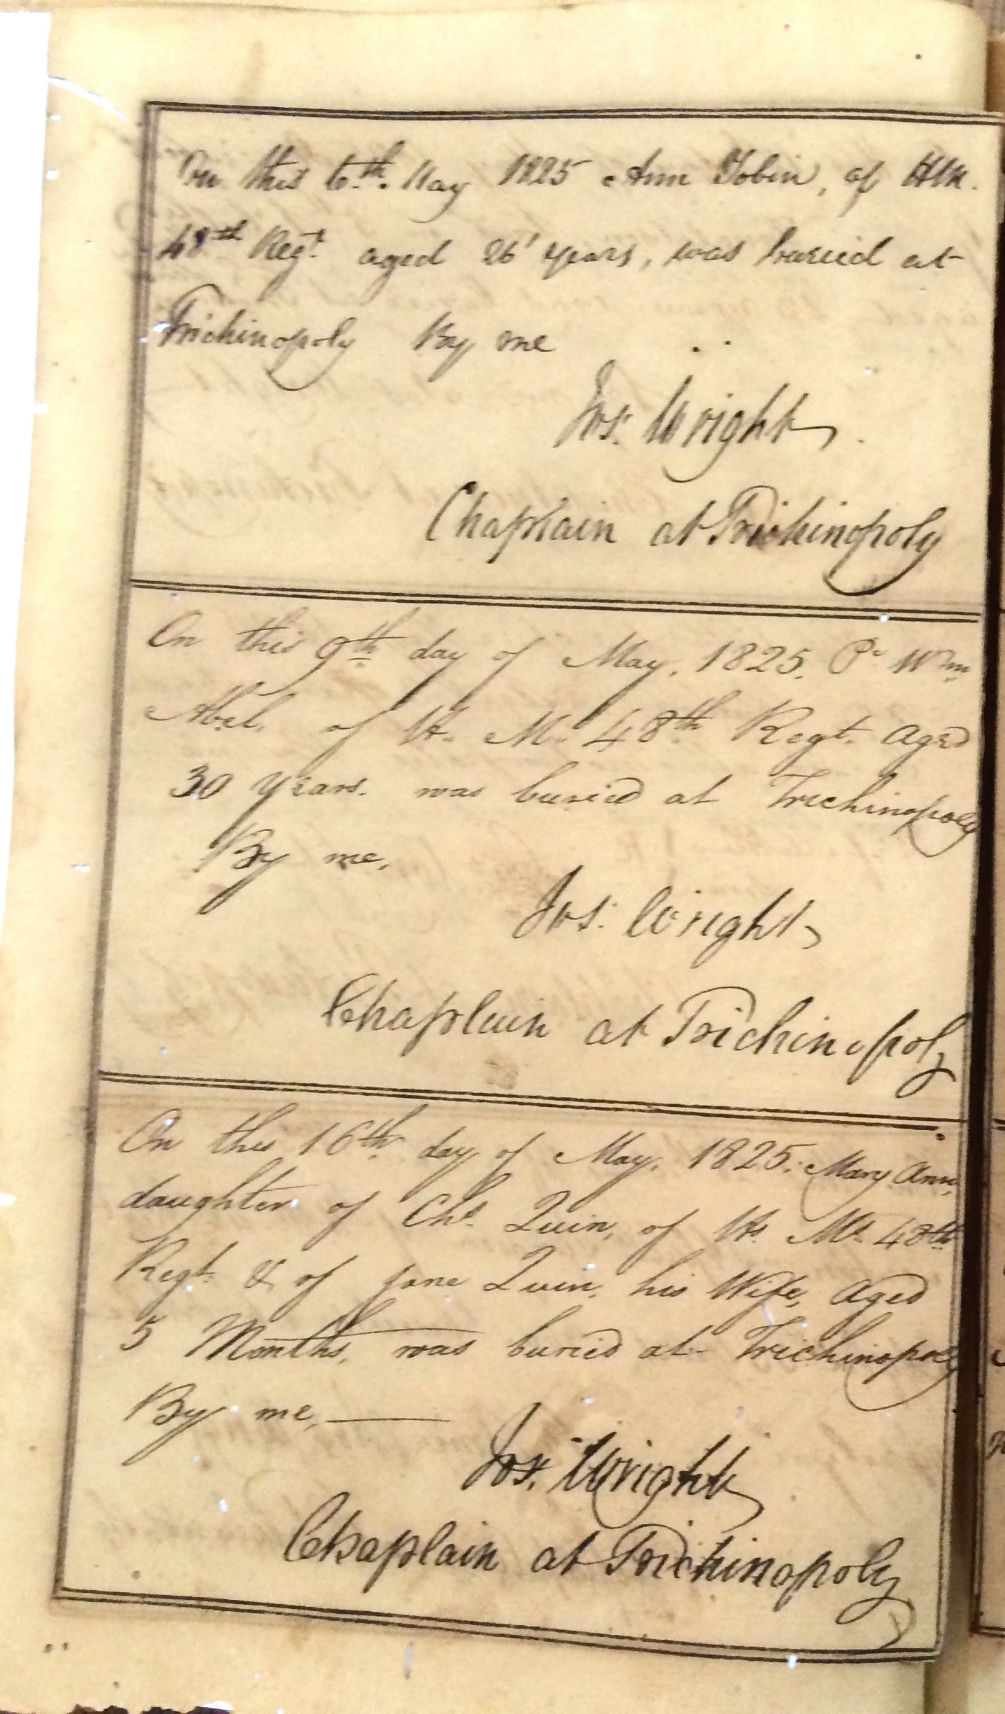 On this 6th. May 1825 Ann Tobin, of HM.
48th Regt. aged 26 years, was buried at
Trichinopoly By me
Jos. Wright
Chaplain at Trichinopoly
On this 9th day of May, 1825. Pe. Wm
Abel. of H. M. 48th Regt. Aged
30 Years. was buried at Trichinopoly
By me,
Jos. Wright
Chaplain at Trichinopoly
On this 16th day of May, 1825. Mary Ann,
daughter of Chs. Quin, of H. Ms. 48th
Regt. & of Jane Quin, his Wife, Aged
5 Months, was buried at Trichinopoly
By me,
Jos. Wright
Chaplain at Trichinopoly